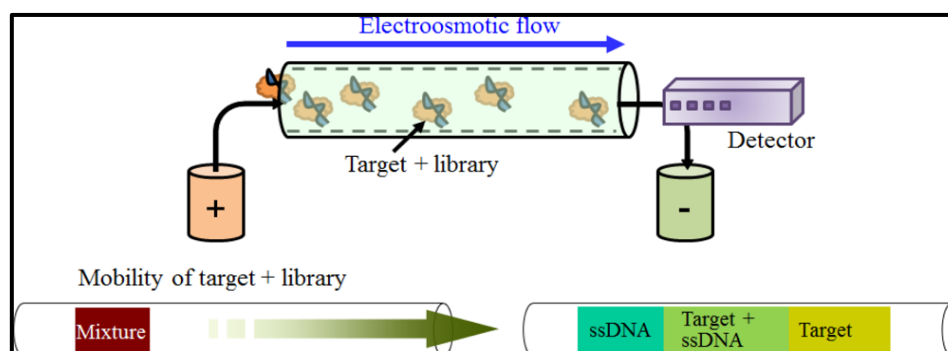 Electroosmotic flow
Target + library
Detector
+
-
Mobility of target + library
Mixture
ssDNA
Target +
ssDNA
Target